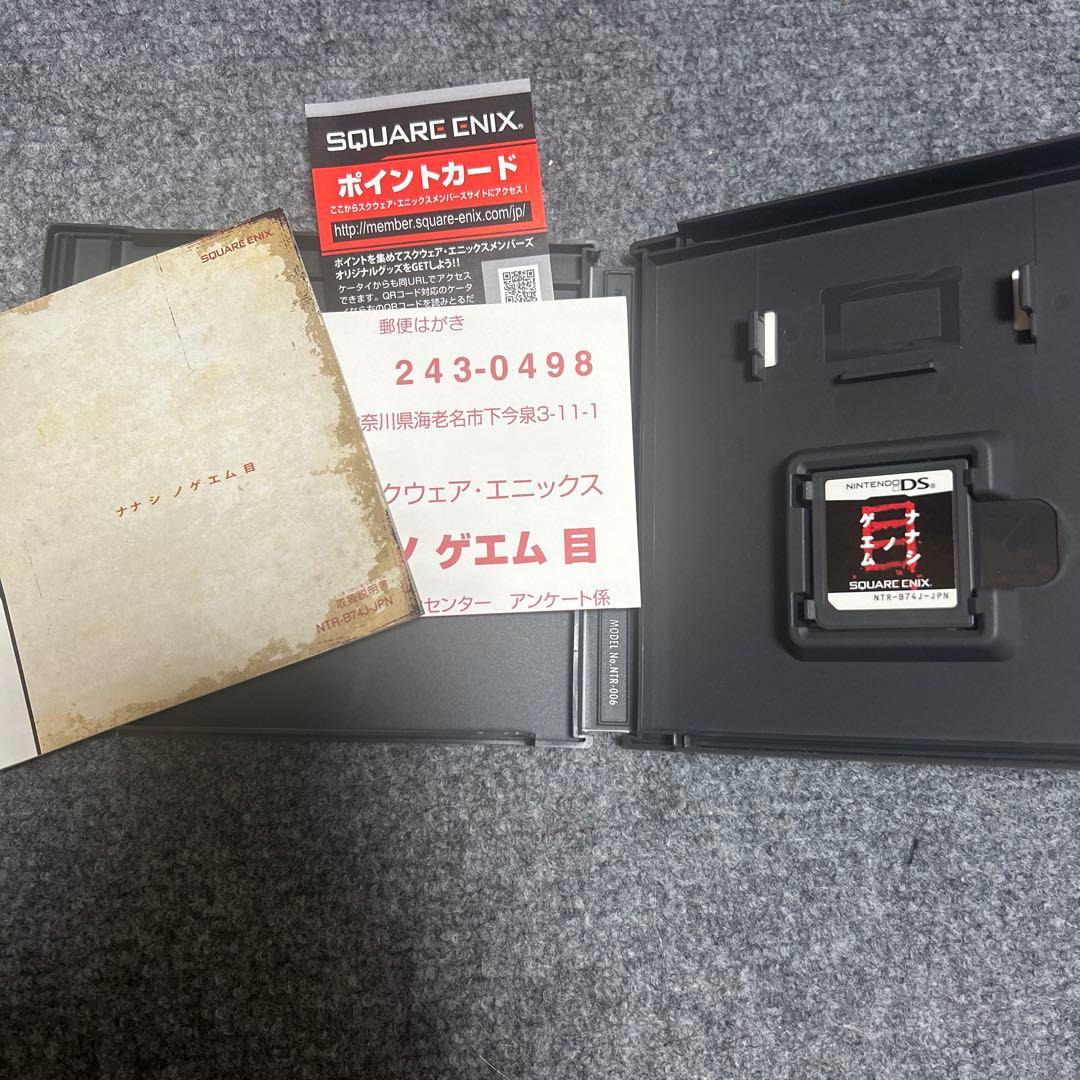 SQUARE ENIX®
ポイントカード
ここからスクウェア・エニックスメンバーズサイトにアクセス!
http://member.square-enix.com/jp/
ポイントを集めてスクウェア・エニックスメンバーズ
オリジナルグッズをGETしよう!!
ケータイからも同URLでアクセス
できます。QRコード対応のケータ
SQUARE ENIX.
ナナシ ノ ゲエム 目
取扱説明書
NTR-B74J-JPN
郵便はがき
243-0498
奈川県海老名市下今泉3-11-1
クウェア・エニックス
ノ ゲエム 目
センター アンケート係
MODEL No.NTR-006
NINTENDO DS®
ナナシ
ノ
ゲエム
目
SQUARE ENIX.
NTR-B74J-JPN